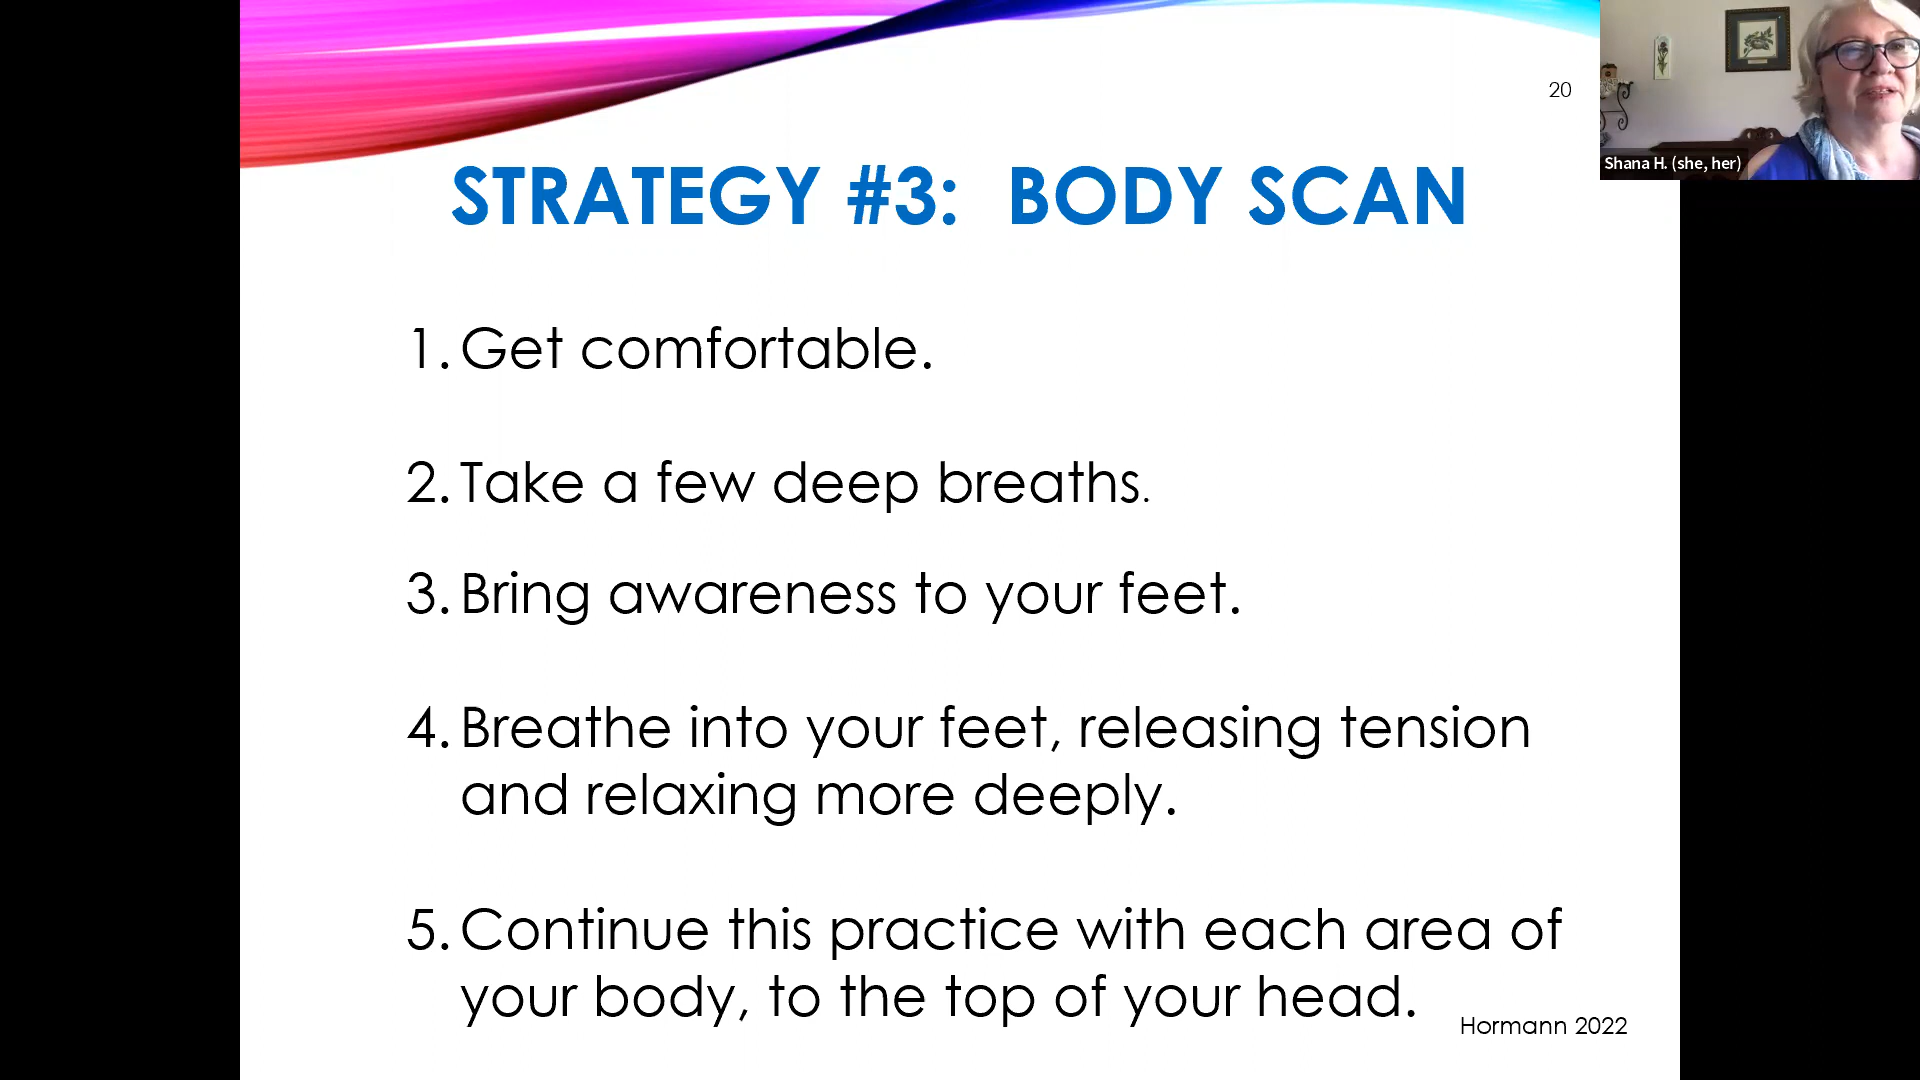 20
Shana H. (she, her)
STRATEGY #3: BODY SCAN
1. Get comfortable.
2. Take a few deep breaths.
3. Bring awareness to your feet.
4. Breathe into your feet, releasing tension
and relaxing more deeply.
5. Continue this practice with each area of
your body, to the top of your head.
Hormann 2022